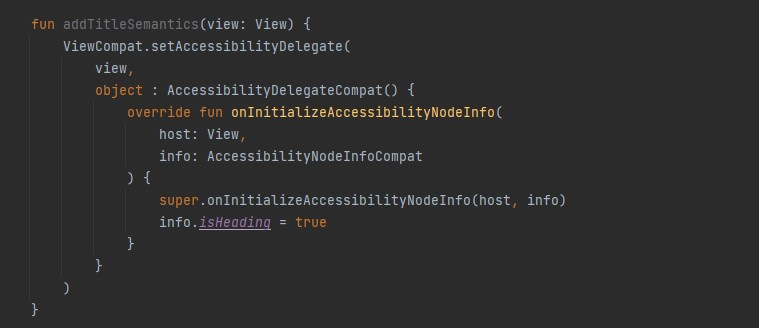 fun addTitleSemantics(view: View) {
    ViewCompat.setAccessibilityDelegate(
        view,
        object : AccessibilityDelegateCompat() {
            override fun onInitializeAccessibilityNodeInfo(
                host: View,
                info: AccessibilityNodeInfoCompat
            ) {
                super.onInitializeAccessibilityNodeInfo(host, info)
                info.isHeading = true
            }
        }
    )
}